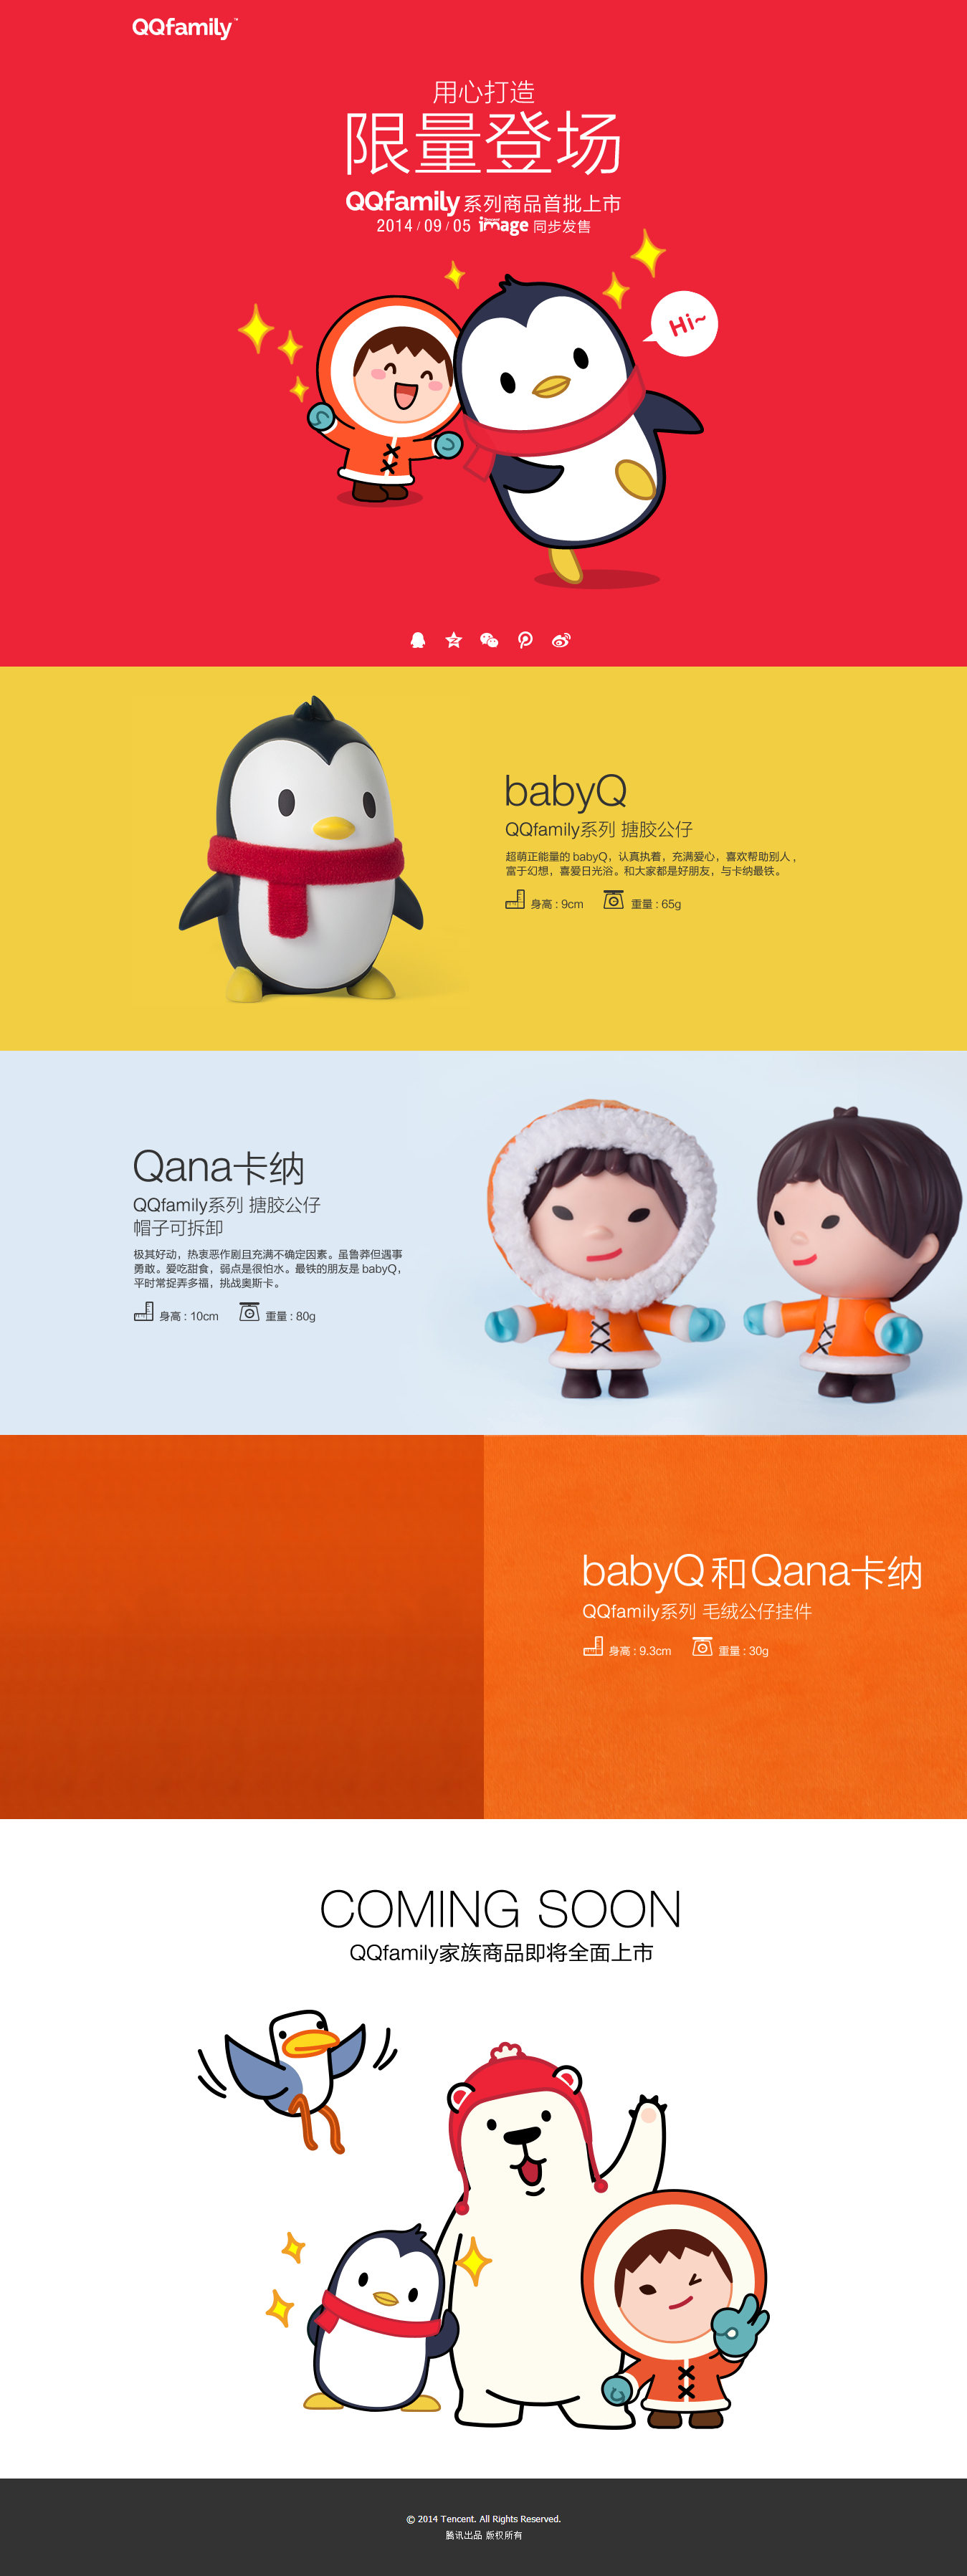 QQfamily™
用心打造
限量登场
QQfamily 系列商品首批上市
2014 / 09 / 05 image 同步发售
Hi~
babyQ
QQfamily系列 搪胶公仔
超萌正能量的 babyQ，认真执着，充满爱心，喜欢帮助别人，
富于幻想，喜爱日光浴。和大家都是好朋友，与卡纳最铁。
身高 : 9cm 重量 : 65g
Qana卡纳
QQfamily系列 搪胶公仔
帽子可拆卸
极其好动，热衷恶作剧且充满不确定因素。虽鲁莽但遇事
勇敢。爱吃甜食，弱点是很怕水。最铁的朋友是 babyQ，
平时常捉弄多福，挑战奥斯卡。
身高 : 10cm 重量 : 80g
babyQ 和 Qana卡纳
QQfamily系列 毛绒公仔挂件
身高 : 9.3cm 重量 : 30g
COMING SOON
QQfamily家族商品即将全面上市
© 2014 Tencent. All Rights Reserved.
腾讯出品 版权所有